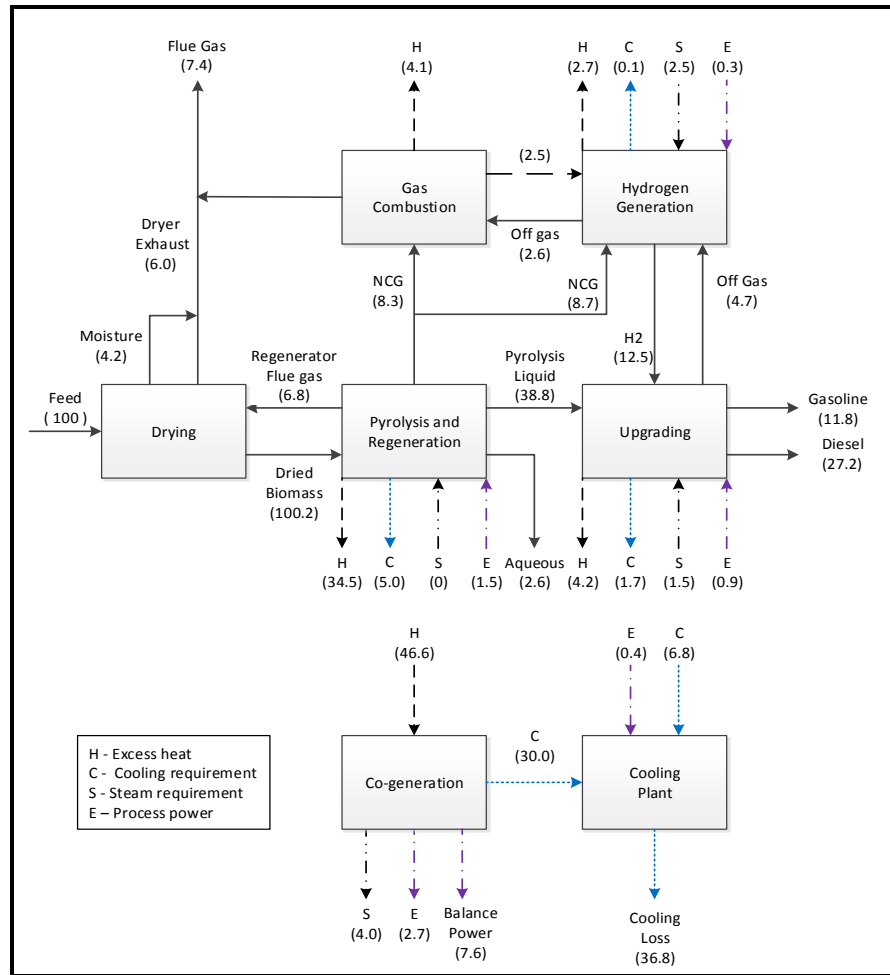 Flue Gas
(7.4)
H
(4.1)
H
(2.7)
C
(0.1)
S
(2.5)
E
(0.3)
(2.5)
Gas
Combustion
Hydrogen
Generation
Dryer
Exhaust
(6.0)
Off gas
(2.6)
NCG
(8.3)
NCG
(8.7)
Off Gas
(4.7)
H2
(12.5)
Moisture
(4.2)
Regenerator
Flue gas
(6.8)
Pyrolysis
Liquid
(38.8)
Feed
( 100 )
Drying
Pyrolysis and
Regeneration
Upgrading
Gasoline
(11.8)
Diesel
(27.2)
Dried
Biomass
(100.2)
H
(34.5)
C
(5.0)
S
(0)
E
(1.5)
Aqueous
(2.6)
H
(4.2)
C
(1.7)
S
(1.5)
E
(0.9)
H
(46.6)
E
(0.4)
C
(6.8)
H - Excess heat
C - Cooling requirement
S - Steam requirement
E – Process power
Co-generation
C
(30.0)
Cooling
Plant
S
(4.0)
E
(2.7)
Balance
Power
(7.6)
Cooling
Loss
(36.8)